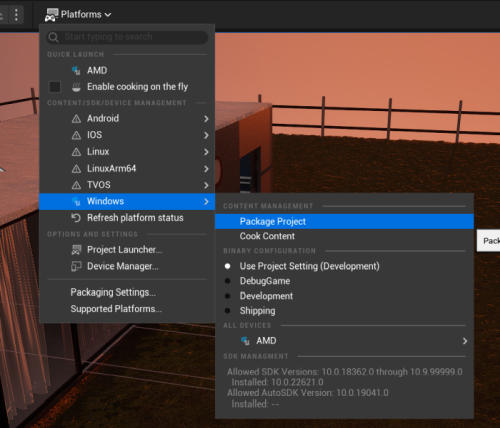 Platforms
Start typing to search
QUICK LAUNCH
AMD
Enable cooking on the fly
CONTENT/SDK/DEVICE MANAGEMENT
Android
IOS
Linux
LinuxArm64
TVOS
Windows
Refresh platform status
OPTIONS AND SETTINGS
Project Launcher...
Device Manager...
Packaging Settings...
Supported Platforms...
CONTENT MANAGEMENT
Package Project
Cook Content
BINARY CONFIGURATION
Use Project Setting (Development)
DebugGame
Development
Shipping
ALL DEVICES
AMD
SDK MANAGMENT
Allowed SDK Versions: 10.0.18362.0 through 10.9.99999.0
Installed: 10.0.22621.0
Allowed AutoSDK Version: 10.0.19041.0
Installed: --
Pack